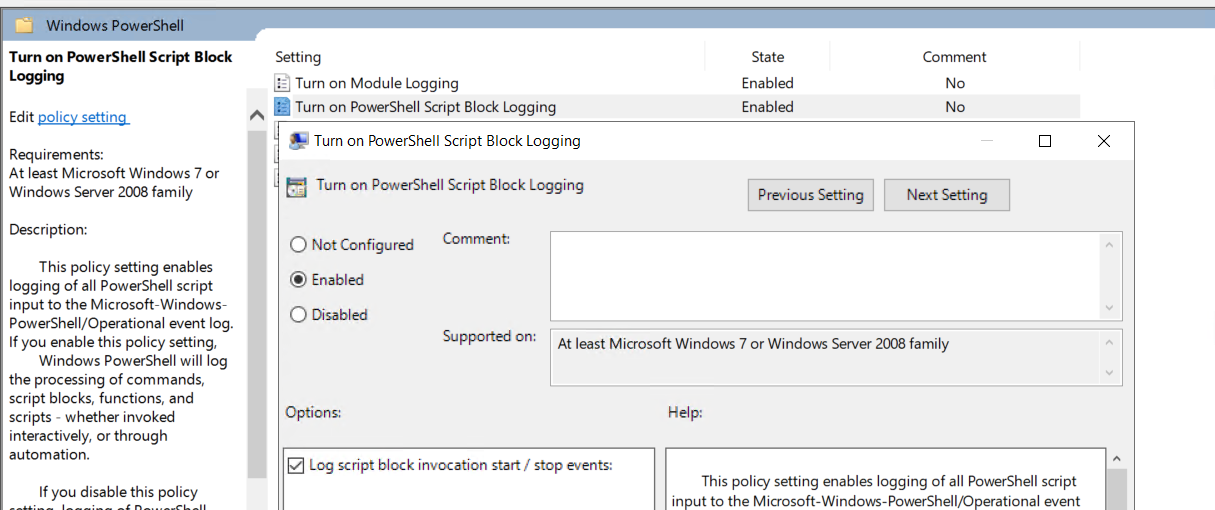 Windows PowerShell
Turn on PowerShell Script Block
Logging
Edit policy setting
Requirements:
At least Microsoft Windows 7 or
Windows Server 2008 family
Description:
This policy setting enables
logging of all PowerShell script
input to the Microsoft-Windows-
PowerShell/Operational event log.
If you enable this policy setting,
Windows PowerShell will log
the processing of commands,
script blocks, functions, and
scripts - whether invoked
interactively, or through
automation.
If you disable this policy
setting, logging of PowerShell
Setting State Comment
Turn on Module Logging Enabled No
Turn on PowerShell Script Block Logging Enabled No
Turn on PowerShell Script Block Logging
Turn on PowerShell Script Block Logging
Previous Setting Next Setting
Not Configured
Enabled
Disabled
Comment:
Supported on:
At least Microsoft Windows 7 or Windows Server 2008 family
Options:
Log script block invocation start / stop events:
Help:
This policy setting enables logging of all PowerShell script
input to the Microsoft-Windows-PowerShell/Operational event